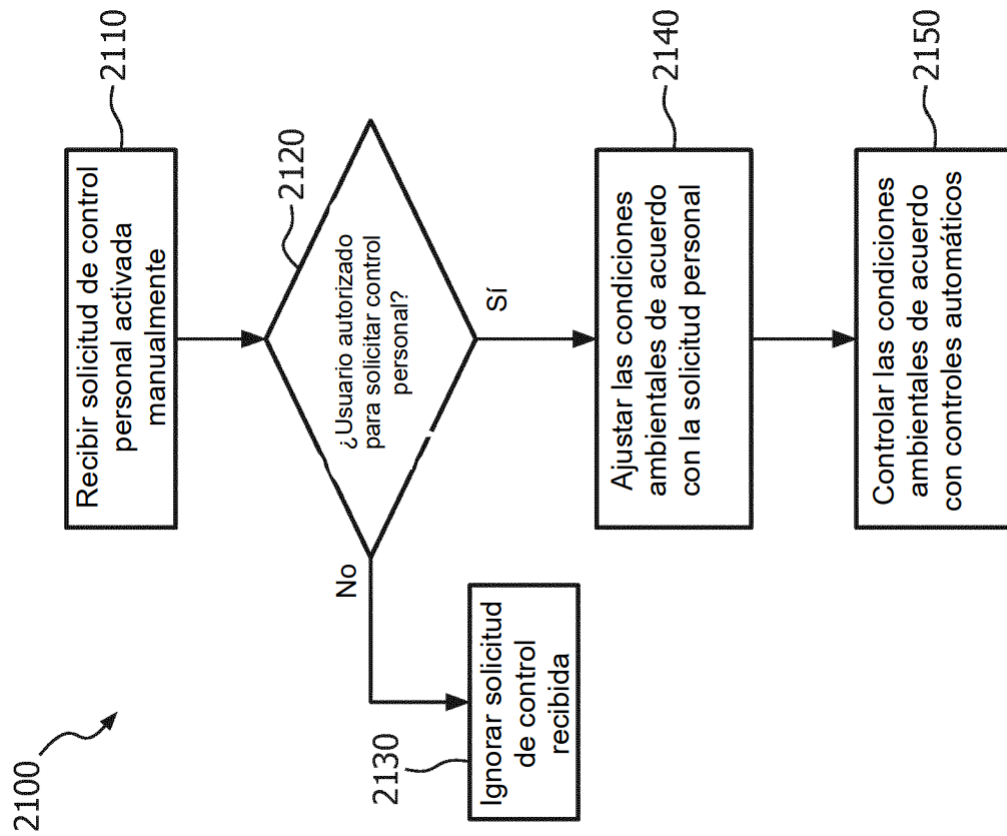 2100
Recibir solicitud de control
personal activada
manualmente
2110
2120
¿Usuario autorizado
para solicitar control
personal?
No
Sí
Ignorar solicitud
de control
recibida
2130
Ajustar las condiciones
ambientales de acuerdo
con la solicitud personal
2140
Controlar las condiciones
ambientales de acuerdo
con controles automáticos
2150